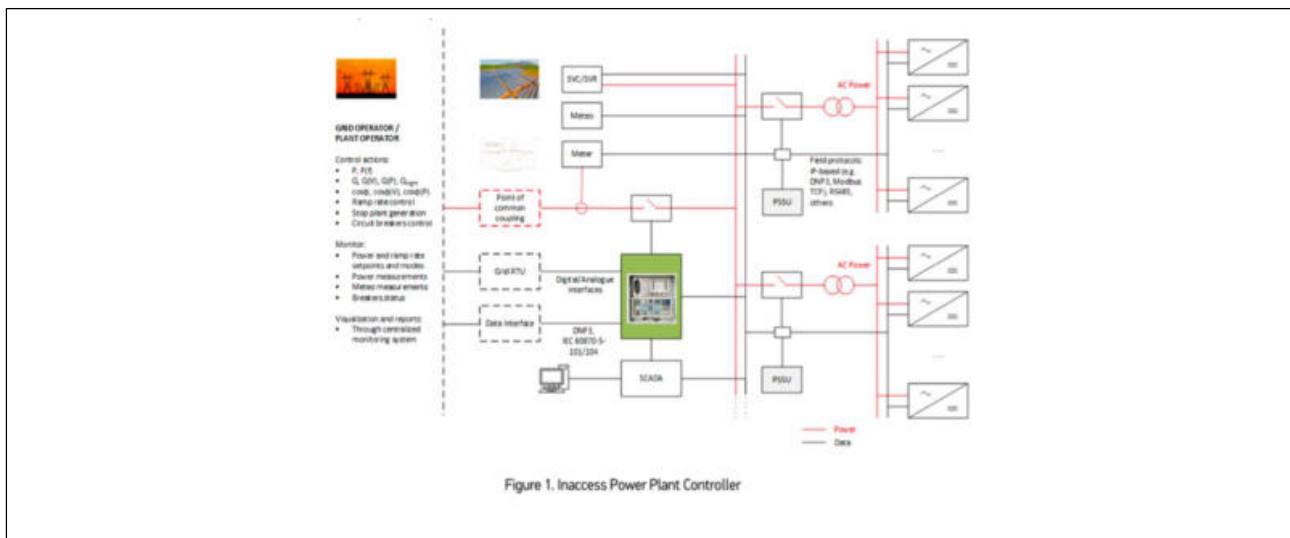 GRID OPERATOR /
PLANT OPERATOR
Control actions:
• P, P(f)
• Q, Q(V), Q(P), Qnight
• cosφ, cosφ(V), cosφ(P)
• Ramp rate control
• Stop plant generation
• Circuit breakers control
Monitor:
• Power and ramp-rate
setpoints and modes
• Power measurements
• Meteo measurements
• Breakers status
Visualization and reports:
• Through centralized
monitoring system
SVC/SVR
Meteo
Meter
Point of
common
coupling
Grid RTU
Digital/Analogue
interfaces
Data Interface
DNP3,
IEC 60870-5-
101/104
SCADA
AC Power
Field protocols:
IP-based (e.g.
DNP3, Modbus
TCP), RS485,
others
PSSU
AC Power
PSSU
Power
Data
Figure 1. Inaccess Power Plant Controller